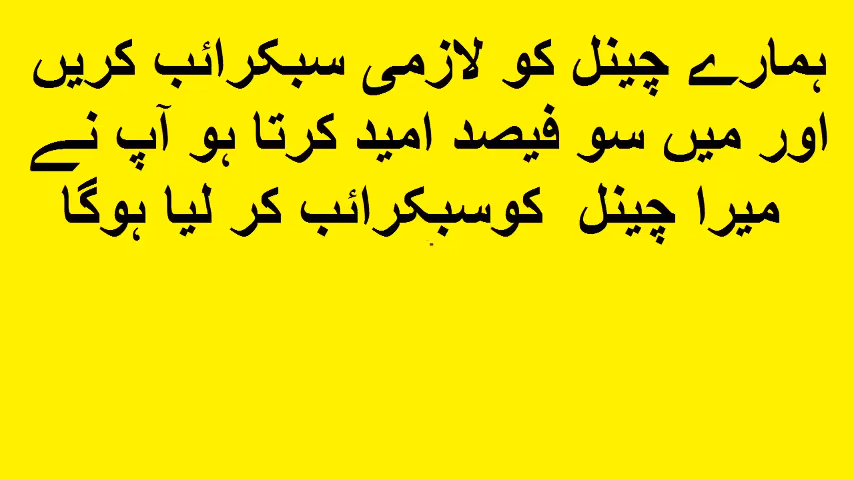 ہمارے چینل کو لازمی سبکرائب کریں
اور میں سو فیصد امید کرتا ہو آپ نے
میرا چینل کوسبکرائب کر لیا ہوگا